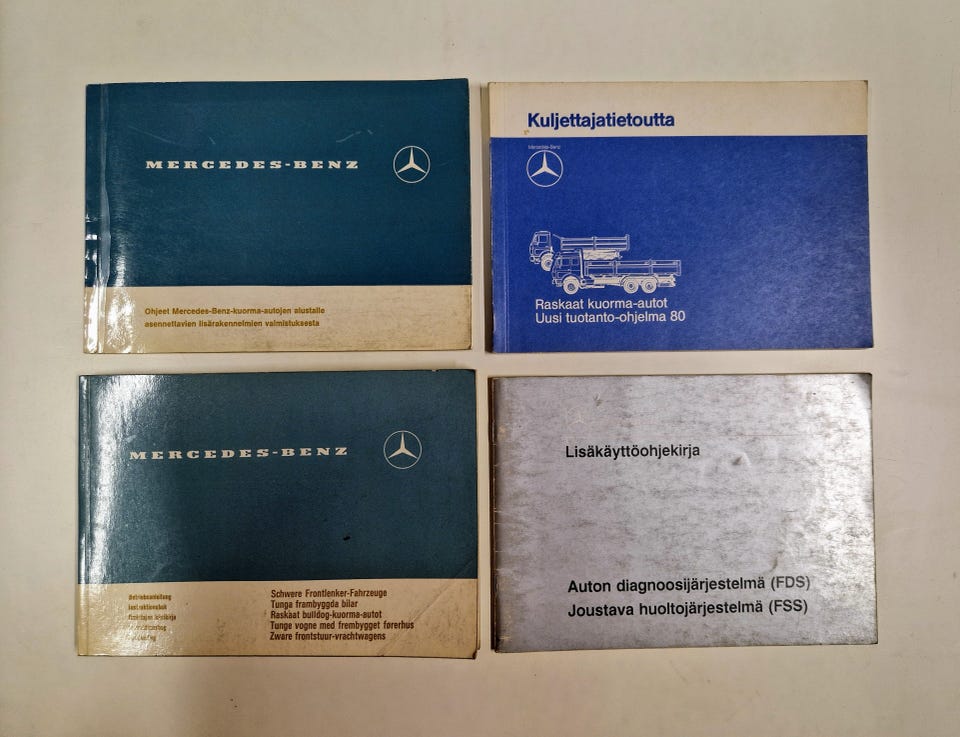 MERCEDES-BENZ
Ohjeet Mercedes-Benz-kuorma-autojen alustalle
asennettavien lisärakennelmien valmistuksesta
Kuljettajatietoutta
Mercedes-Benz
Raskaat kuorma-autot
Uusi tuotanto-ohjelma 80
MERCEDES-BENZ
Betriebsanleitung
Instruktionsbok
Schwere Frontlenker-Fahrzeuge
Tunga frambyggda bilar
Raskaat bulldog-kuorma-autot
Tunge vogne med frembygget førerhus
Zware frontstuur-vrachtwagens
Lisäkäyttöohjekirja
Auton diagnoosijärjestelmä (FDS)
Joustava huoltojärjestelmä (FSS)